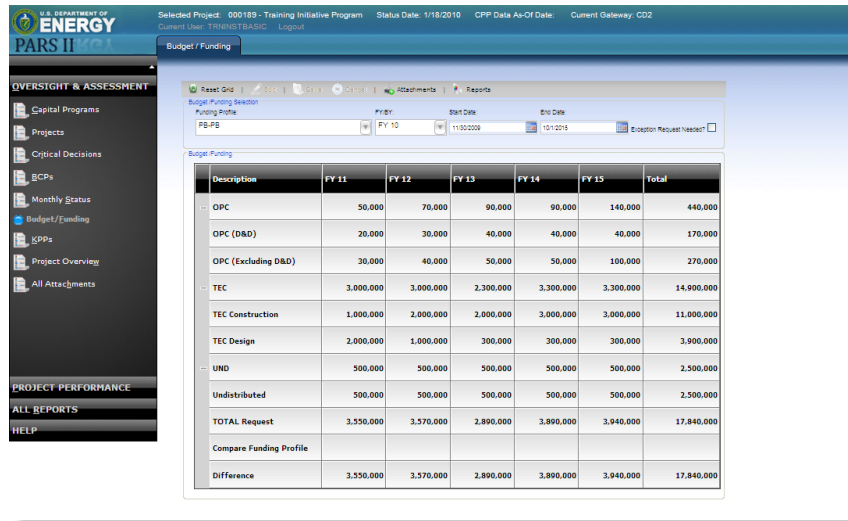 U.S. DEPARTMENT OF
ENERGY
PARS II
Selected Project: 000189 - Training Initiative Program Status Date: 1/18/2010 CPP Data As-Of Date: Current Gateway: CD2
Current User: TRNINSTBASIC Logout
Budget / Funding
OVERSIGHT & ASSESSMENT
Capital Programs
Projects
Critical Decisions
BCPs
Monthly Status
Budget/Funding
KPPs
Project Overview
All Attachments
PROJECT PERFORMANCE
ALL REPORTS
HELP
Reset Grid | Edit | Save | Cancel | Attachments | Reports
Budget /Funding Selection
Funding Profile FY/BY: Start Date End Date
PB-PB FY 10 11/30/2009 10/1/2015 Exception Request Needed?
Budget /Funding
Description FY 11 FY 12 FY 13 FY 14 FY 15 Total
OPC 50,000 70,000 90,000 90,000 140,000 440,000
OPC (D&D) 20,000 30,000 40,000 40,000 40,000 170,000
OPC (Excluding D&D) 30,000 40,000 50,000 50,000 100,000 270,000
TEC 3,000,000 3,000,000 2,300,000 3,300,000 3,300,000 14,900,000
TEC Construction 1,000,000 2,000,000 2,000,000 3,000,000 3,000,000 11,000,000
TEC Design 2,000,000 1,000,000 300,000 300,000 300,000 3,900,000
UND 500,000 500,000 500,000 500,000 500,000 2,500,000
Undistributed 500,000 500,000 500,000 500,000 500,000 2,500,000
TOTAL Request 3,550,000 3,570,000 2,890,000 3,890,000 3,940,000 17,840,000
Compare Funding Profile
Difference 3,550,000 3,570,000 2,890,000 3,890,000 3,940,000 17,840,000